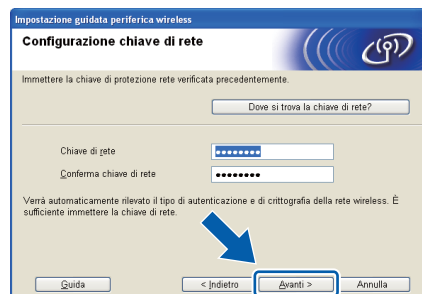 Impostazione guidata periferica wireless
Configurazione chiave di rete
Immettere la chiave di protezione rete verificata precedentemente.
Dove si trova la chiave di rete?
Chiave di rete
●●●●●●●●
Conferma chiave di rete
●●●●●●●●
Verrà automaticamente rilevato il tipo di autenticazione e di crittografia della rete wireless. È
sufficiente immettere la chiave di rete.
Guida
< Indietro
Avanti >
Annulla